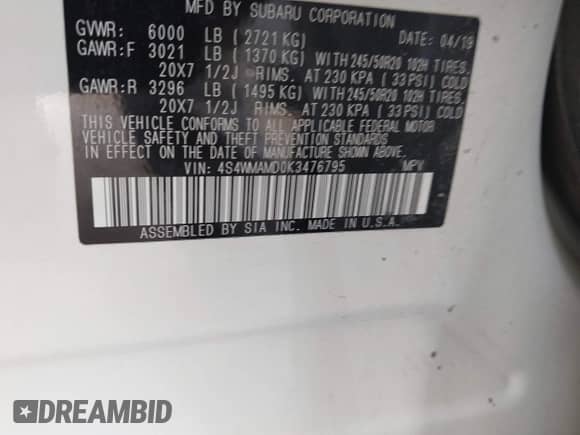 MFD BY SUBARU CORPORATION
GVWR: 6000 LB (2721 KG) DATE: 04/19
GAWR:F 3021 LB (1370 KG) WITH 245/50R20 102H TIRES.
20X7 1/2J RIMS. AT 230 KPA (33PSI) COLD
GAWR:R 3296 LB (1495 KG) WITH 245/50R20 102H TIRES.
20X7 1/2J RIMS. AT 230 KPA (33PSI) COLD
THIS VEHICLE CONFORMS TO ALL APPLICABLE FEDERAL MOTOR
VEHICLE SAFETY AND THEFT PREVENTION STANDARDS
IN EFFECT ON THE DATE OF MANUFACTURE SHOWN ABOVE.
VIN: 4S4WMAMD0K3476795 MPV
ASSEMBLED BY SIA INC. MADE IN U.S.A.
DREAMBID